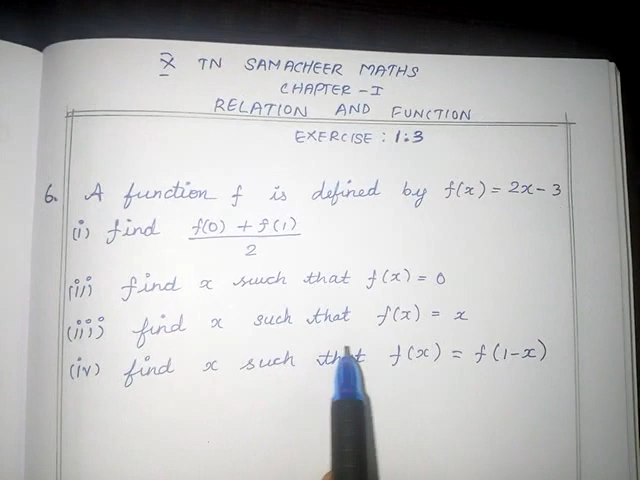 X TN SAMACHEER MATHS
CHAPTER - I
RELATION AND FUNCTION
EXERCISE : 1.3
6. A function f is defined by f(x) = 2x - 3
(i) find f(0) + f(1) / 2
(ii) find x such that f(x) = 0
(iii) find x such that f(x) = x
(iv) find x such that f(x) = f(1-x)